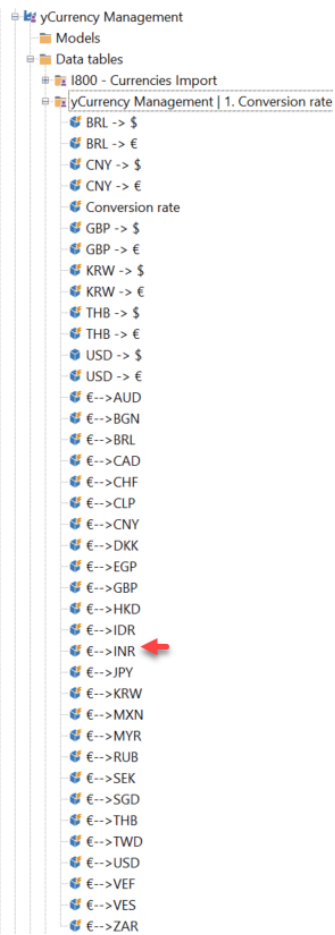 yCurrency Management
Models
Data tables
I800 - Currencies Import
yCurrency Management | 1. Conversion rate
BRL -> $
BRL -> €
CNY -> $
CNY -> €
Conversion rate
GBP -> $
GBP -> €
KRW -> $
KRW -> €
THB -> $
THB -> €
USD -> $
USD -> €
€-->AUD
€-->BGN
€-->BRL
€-->CAD
€-->CHF
€-->CLP
€-->CNY
€-->DKK
€-->EGP
€-->GBP
€-->HKD
€-->IDR
€-->INR
€-->JPY
€-->KRW
€-->MXN
€-->MYR
€-->RUB
€-->SEK
€-->SGD
€-->THB
€-->TWD
€-->USD
€-->VEF
€-->VES
€-->ZAR